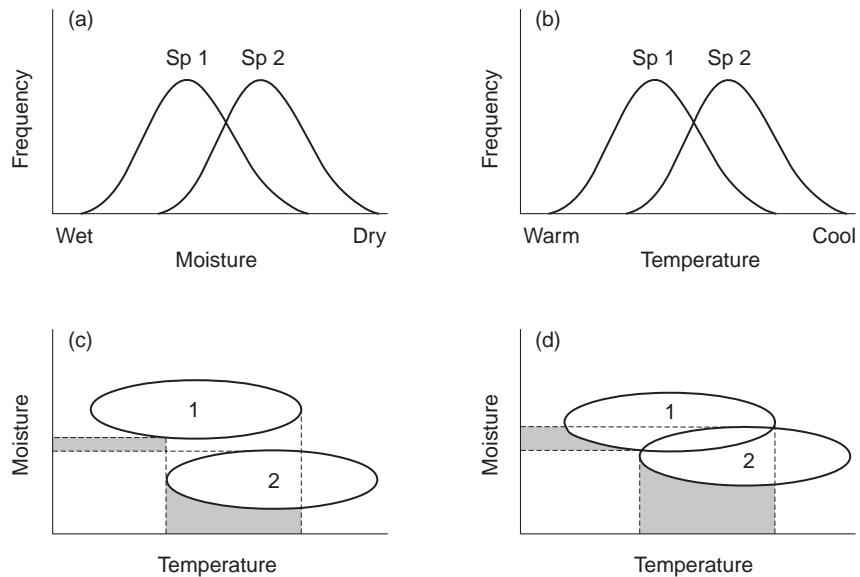 (a)
Sp 1 Sp 2
Frequency
Wet Dry
Moisture
(b)
Sp 1 Sp 2
Frequency
Warm Cool
Temperature
(c)
1
2
Moisture
Temperature
(d)
1
2
Moisture
Temperature